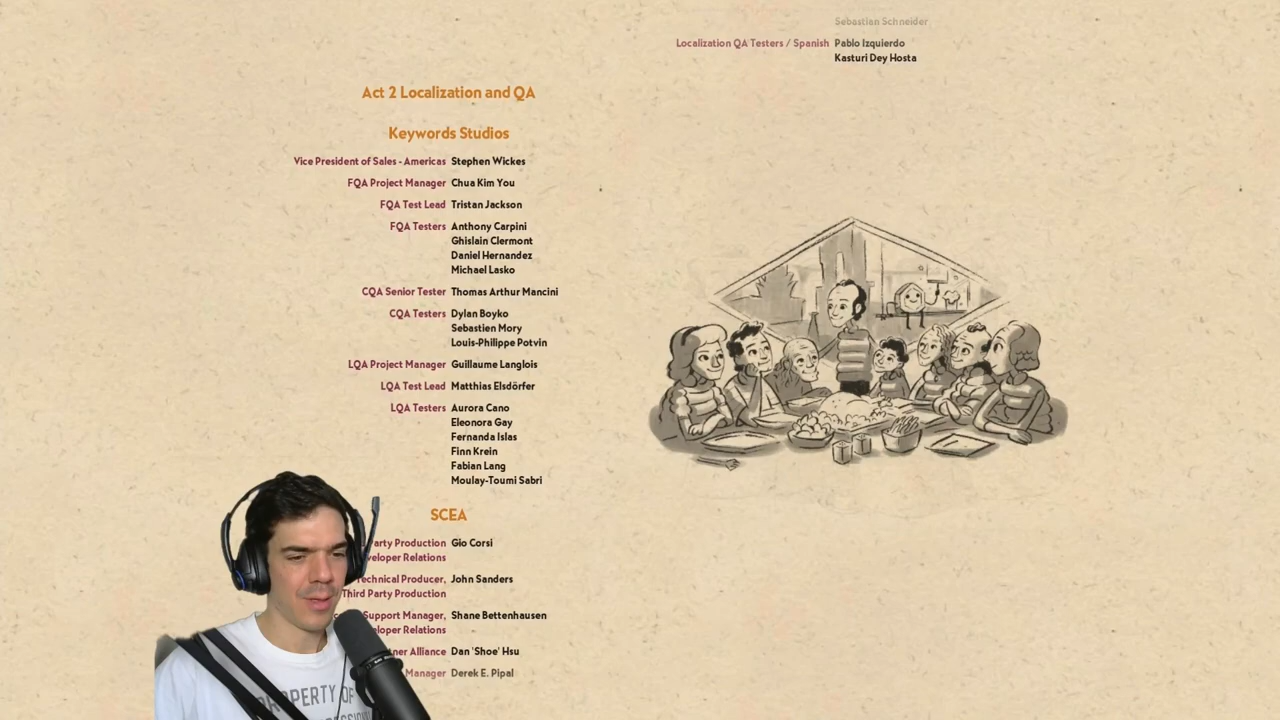 Sebastian Schneider
Localization QA Testers / Spanish Pablo Izquierdo
Kasturi Dey Hosta
Act 2 Localization and QA
Keywords Studios
Vice President of Sales - Americas Stephen Wickes
FQA Project Manager Chua Kim You
FQA Test Lead Tristan Jackson
FQA Testers Anthony Carpini
Ghislain Clermont
Daniel Hernandez
Michael Lasko
CQA Senior Tester Thomas Arthur Mancini
CQA Testers Dylan Boyko
Sebastien Mory
Louis-Philippe Potvin
LQA Project Manager Guillaume Langlois
LQA Test Lead Matthias Elsdörfer
LQA Testers Aurora Cano
Eleonora Gay
Fernanda Islas
Finn Krein
Fabian Lang
Moulay-Toumi Sabri
SCEA
Party Production Gio Corsi
Relations
Technical Producer, John Sanders
Third Party Production
Support Manager, Shane Bettenhausen
Relations
Alliance Dan 'Shoe' Hsu
Manager Derek E. Pipal
PROPERTY OF